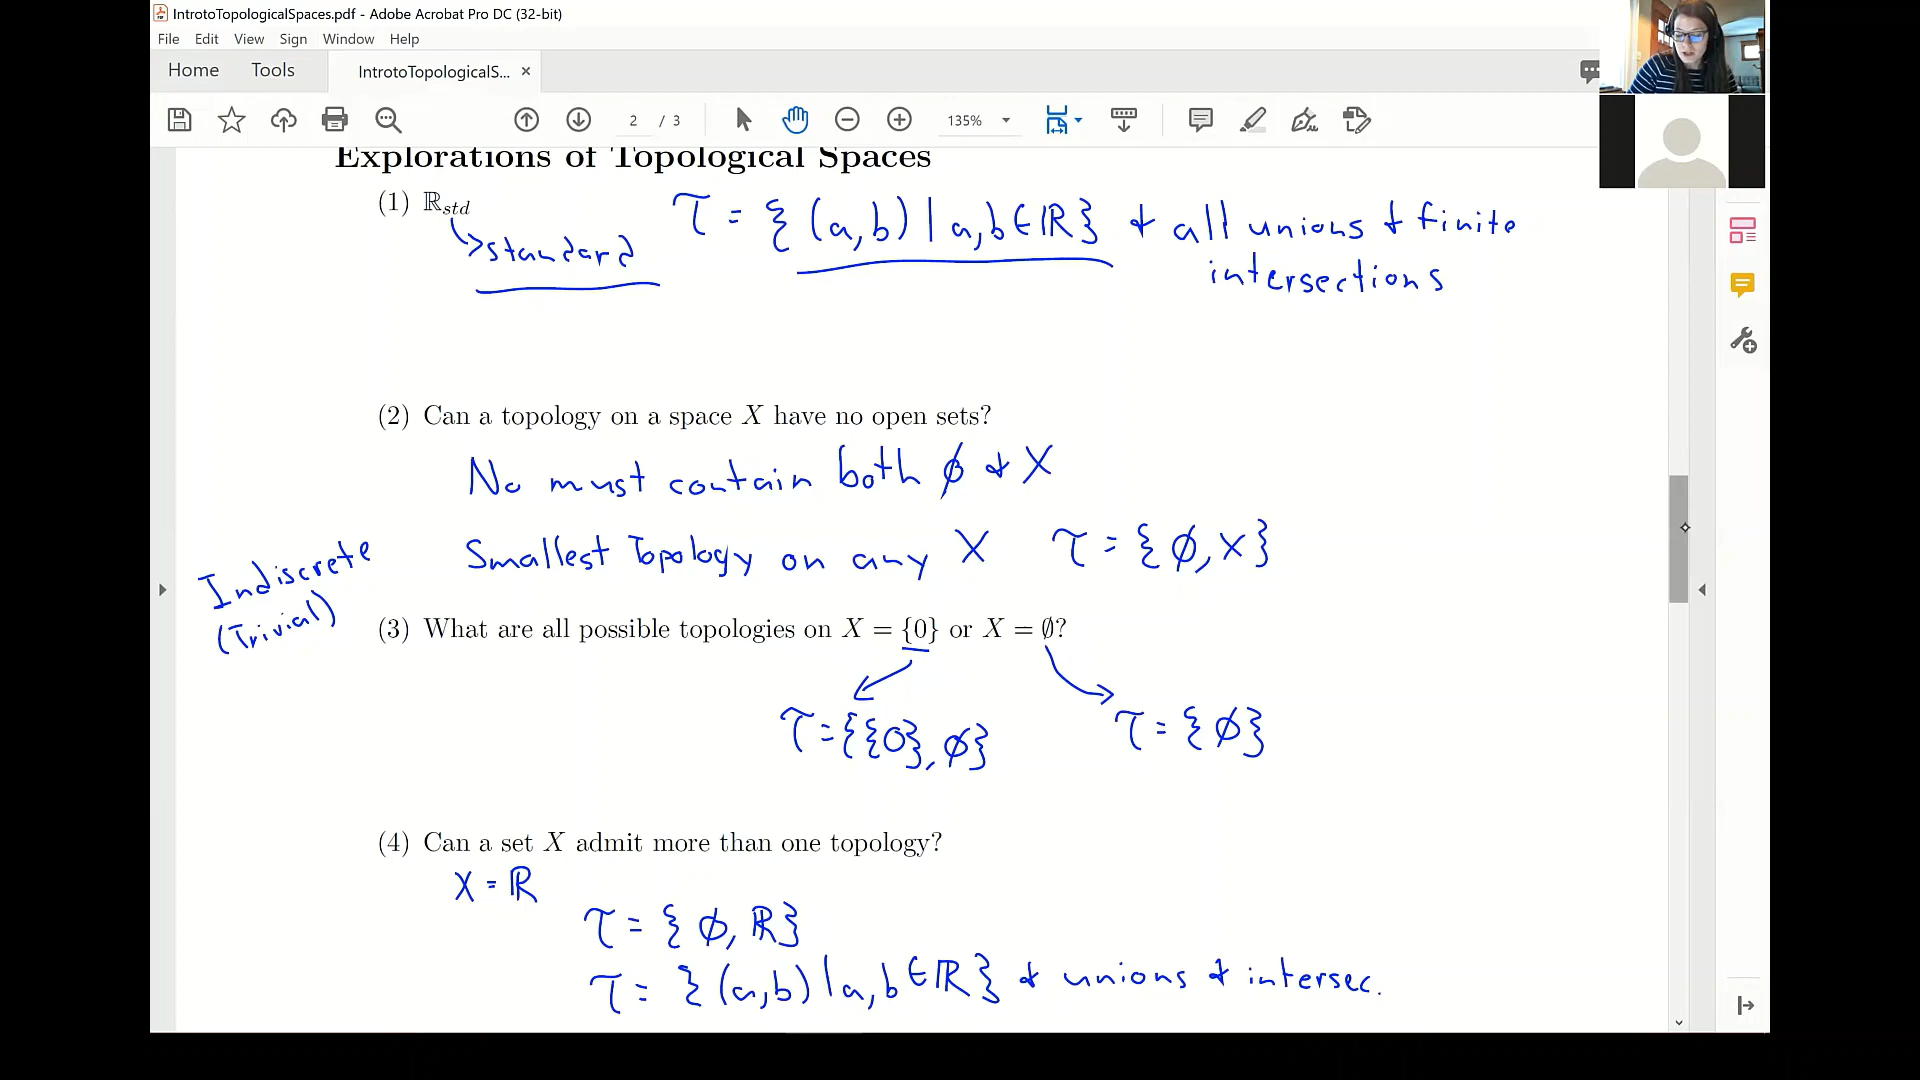 IntrotoTopologicalSpaces.pdf - Adobe Acrobat Pro DC (32-bit)
File Edit View Sign Window Help
Home Tools IntrotoTopologicalS... ×
2 / 3 135%
Explorations of Topological Spaces
(1) ℝstd τ = {(a,b) | a,b ∈ ℝ} & all unions & finite
→ standard intersections
(2) Can a topology on a space X have no open sets?
No must contain both ∅ & X
Smallest Topology on any X τ = {∅, X}
Indiscrete
(Trivial)
(3) What are all possible topologies on X = {0} or X = ∅?
τ = {{0}, ∅} τ = {∅}
(4) Can a set X admit more than one topology?
X = ℝ
τ = {∅, ℝ}
τ = {(a,b) | a,b ∈ ℝ} & unions & intersec.